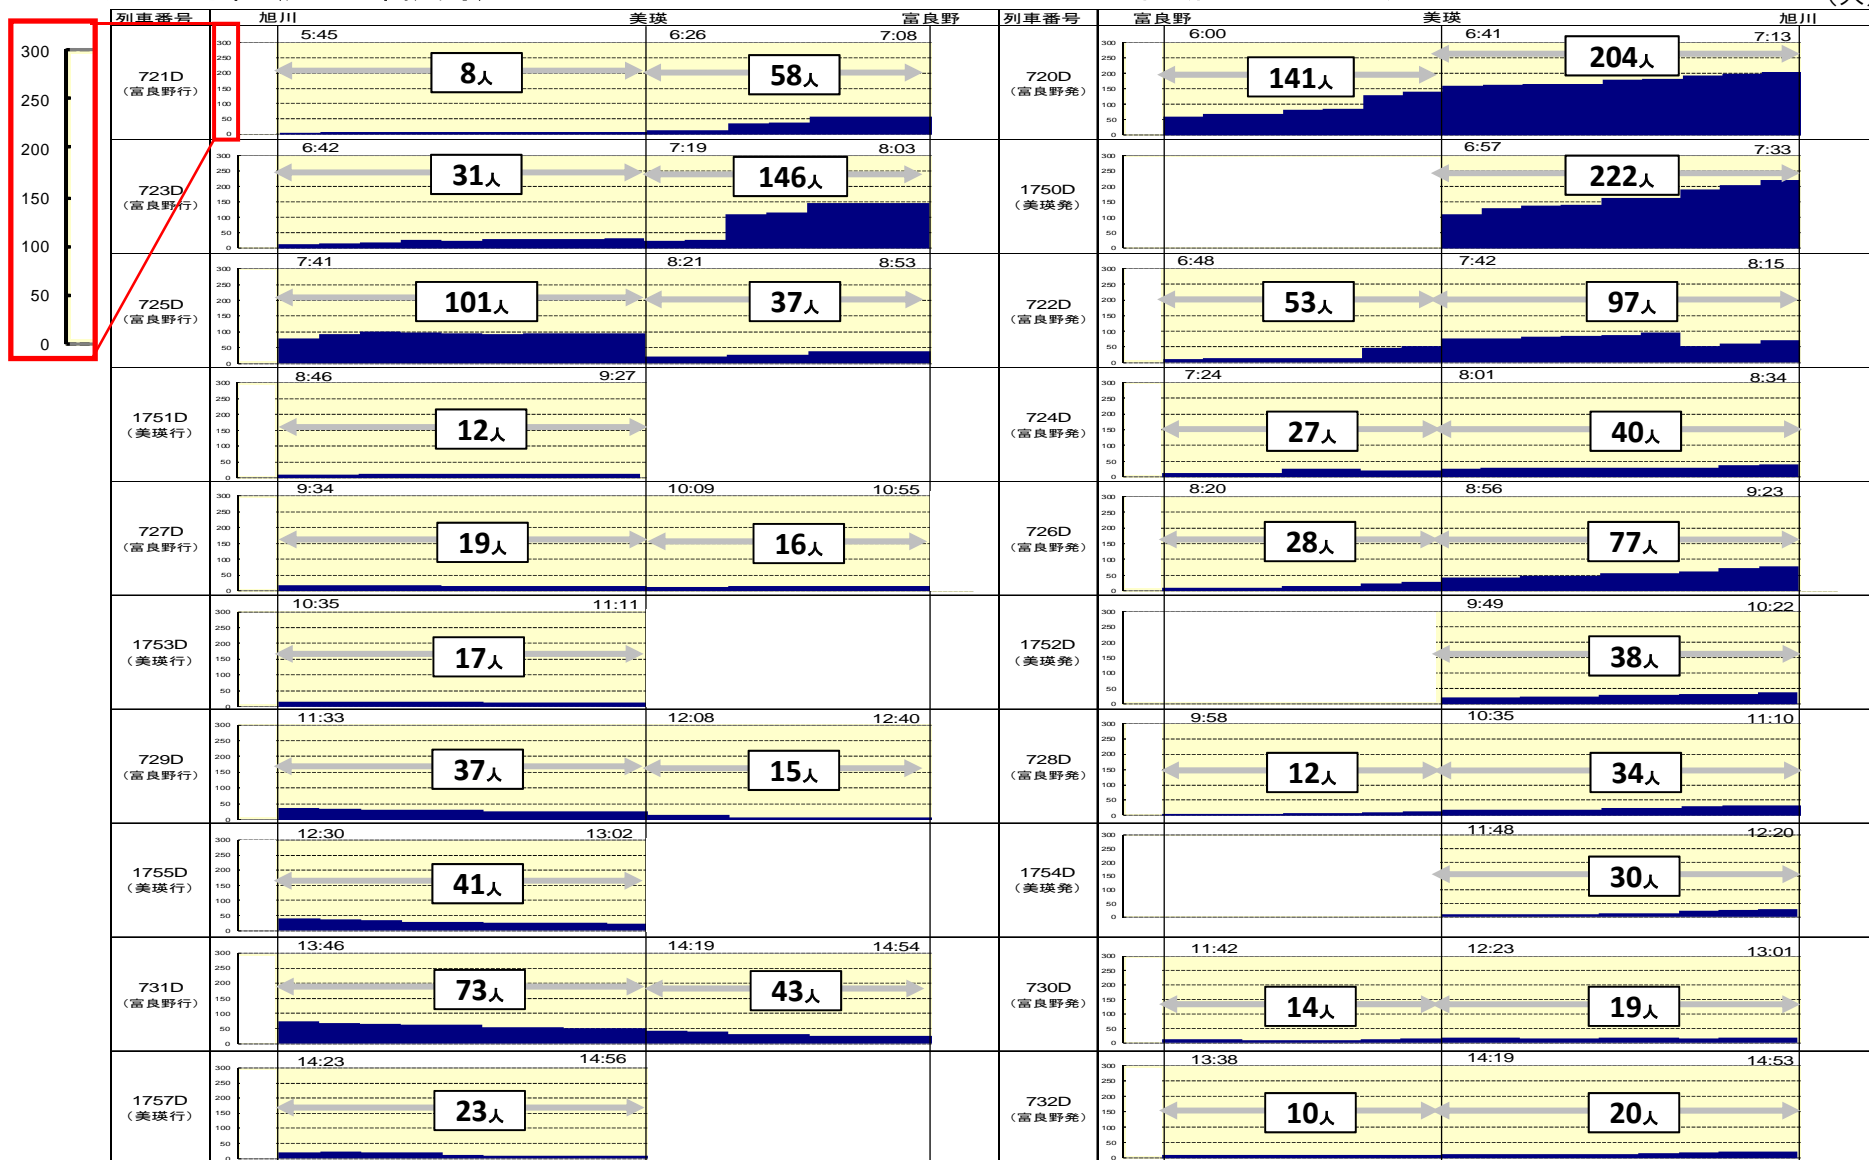 列車番号 旭川 美瑛 富良野 列車番号 富良野 美瑛 旭川
300
250
200
150
100
50
0
721D
(富良野行)
5:45 6:26 7:08
8人 58人
720D
(富良野発)
6:00 6:41 7:13
141人 204人
723D
(富良野行)
6:42 7:19 8:03
31人 146人
1750D
(美瑛発)
6:57 7:33
222人
725D
(富良野行)
7:41 8:21 8:53
101人 37人
722D
(富良野発)
6:48 7:42 8:15
53人 97人
1751D
(美瑛行)
8:46 9:27
12人
724D
(富良野発)
7:24 8:01 8:34
27人 40人
727D
(富良野行)
9:34 10:09 10:55
19人 16人
726D
(富良野発)
8:20 8:56 9:23
28人 77人
1753D
(美瑛行)
10:35 11:11
17人
1752D
(美瑛発)
9:49 10:22
38人
729D
(富良野行)
11:33 12:08 12:40
37人 15人
728D
(富良野発)
9:58 10:35 11:10
12人 34人
1755D
(美瑛行)
12:30 13:02
41人
1754D
(美瑛発)
11:48 12:20
30人
731D
(富良野行)
13:46 14:19 14:54
73人 43人
730D
(富良野発)
11:42 12:23 13:01
14人 19人
1757D
(美瑛行)
14:23 14:56
23人
732D
(富良野発)
13:38 14:19 14:53
10人 20人